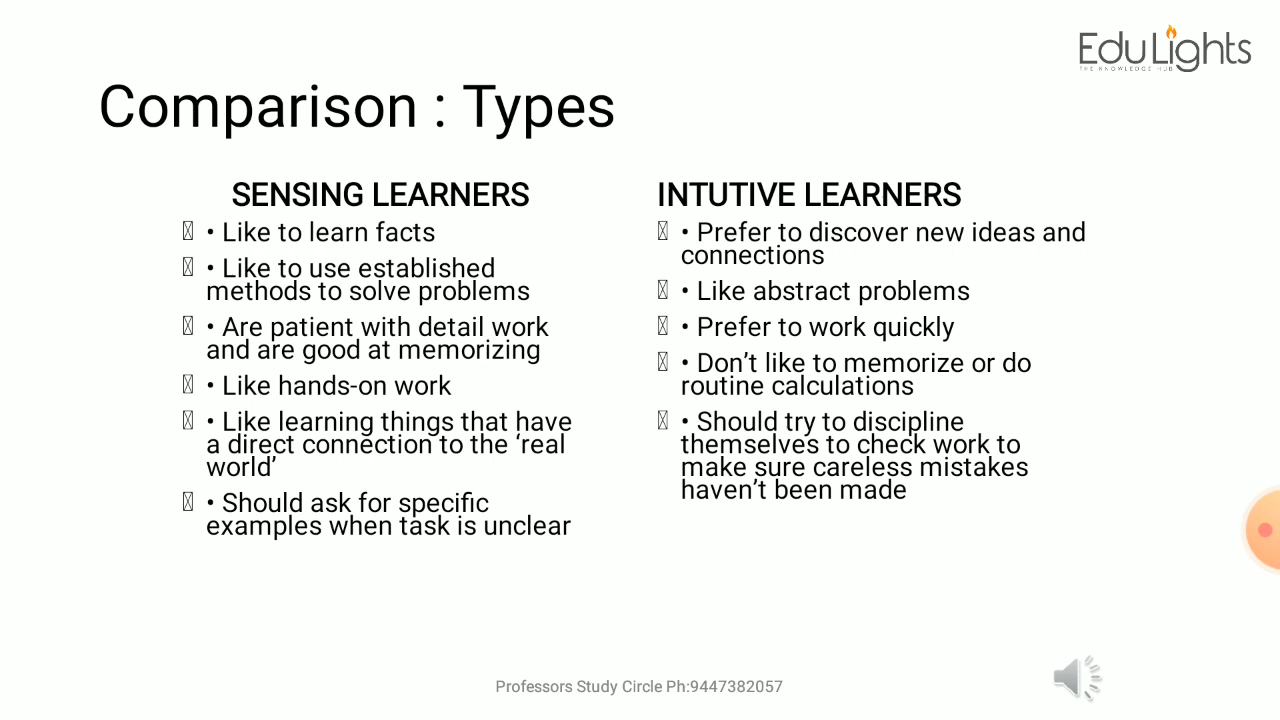 EduLights
THE KNOWLEDGE HUB
Comparison : Types
SENSING LEARNERS
• Like to learn facts
• Like to use established
methods to solve problems
• Are patient with detail work
and are good at memorizing
• Like hands-on work
• Like learning things that have
a direct connection to the ‘real
world’
• Should ask for specific
examples when task is unclear
INTUTIVE LEARNERS
• Prefer to discover new ideas and
connections
• Like abstract problems
• Prefer to work quickly
• Don’t like to memorize or do
routine calculations
• Should try to discipline
themselves to check work to
make sure careless mistakes
haven’t been made
Professors Study Circle Ph:9447382057